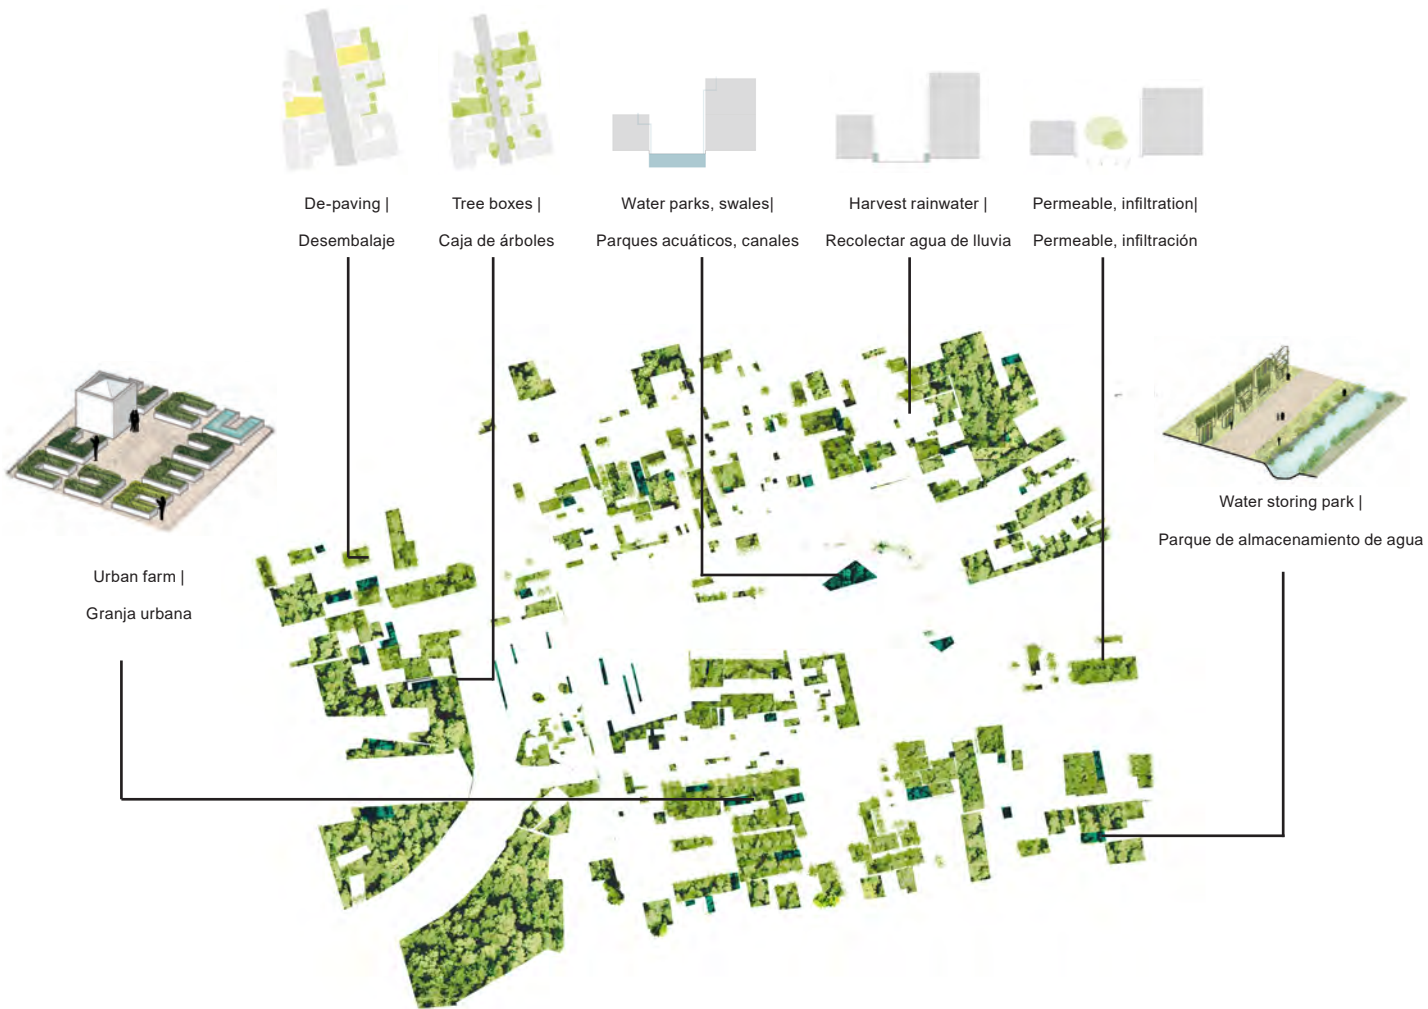 De-paving |
Desembalaje
Tree boxes |
Caja de árboles
Water parks, swales|
Parques acuáticos, canales
Harvest rainwater |
Recolectar agua de lluvia
Permeable, infiltration|
Permeable, infiltración
Water storing park |
Parque de almacenamiento de agua
Urban farm |
Granja urbana